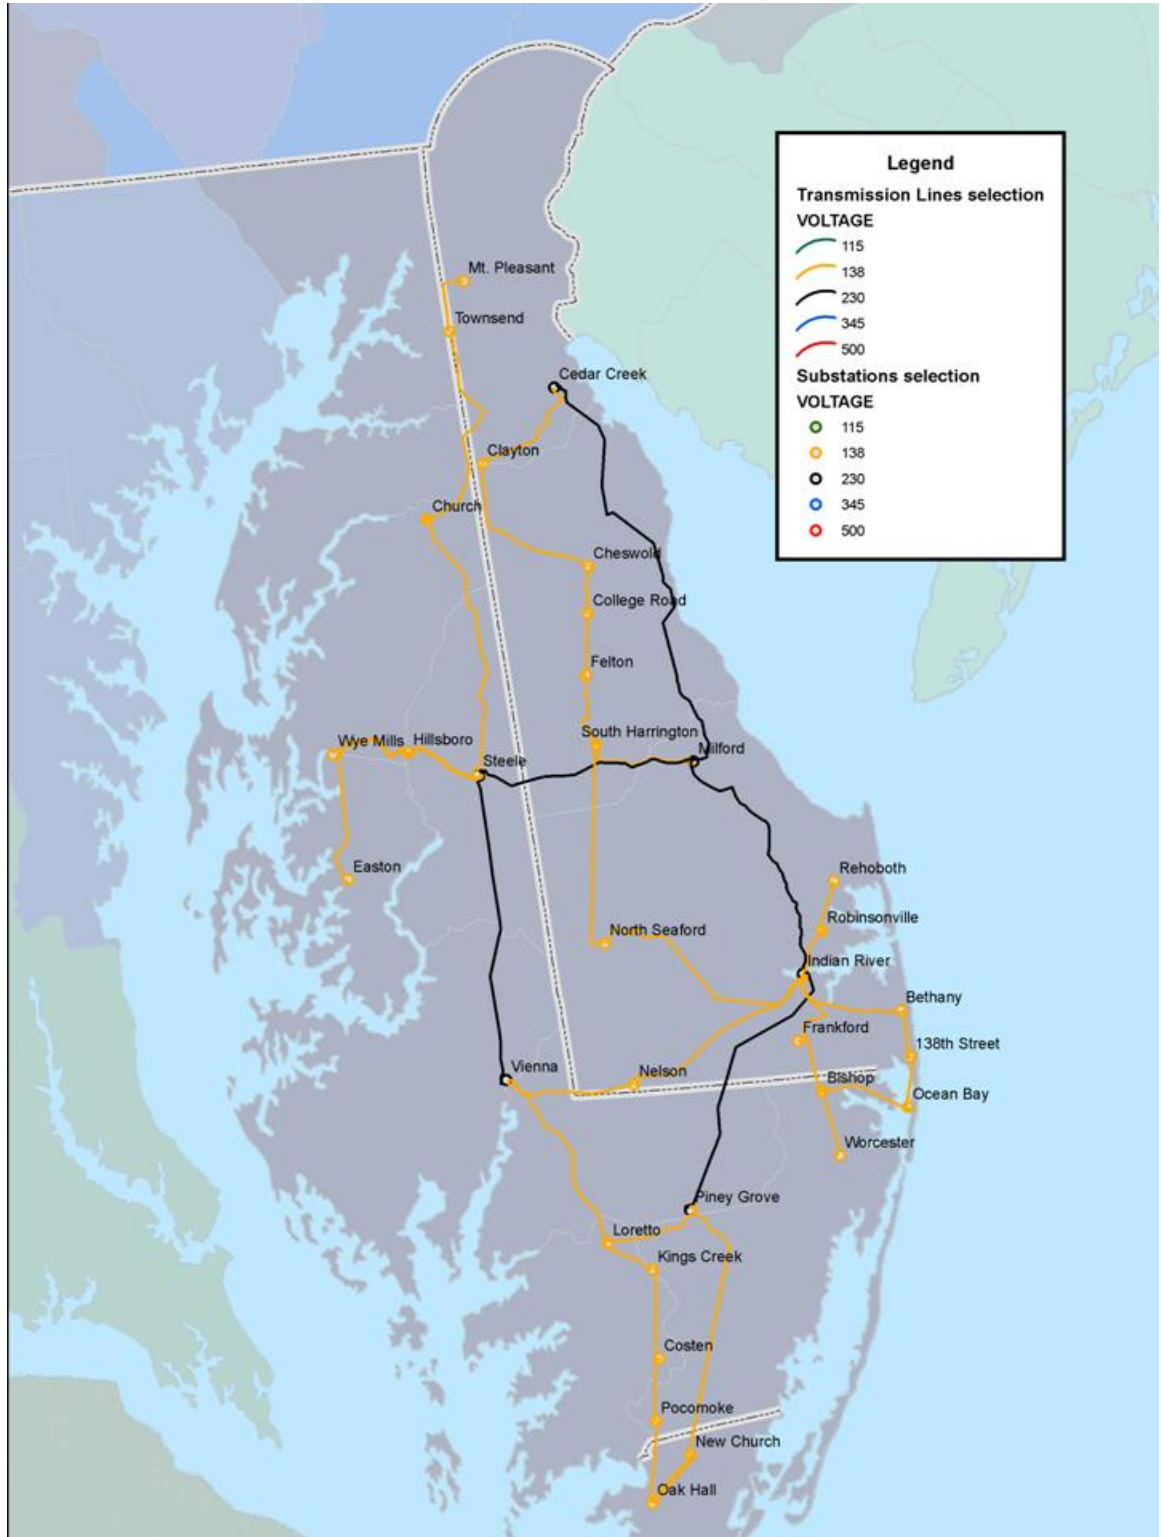 Legend
Transmission Lines selection
VOLTAGE
115
138
230
345
500
Substations selection
VOLTAGE
115
138
230
345
500
Mt. Pleasant
Townsend
Cedar Creek
Clayton
Church
Cheswold
College Road
Felton
South Harrington
Wye Mills
Hillsboro
Milford
Steele
Easton
Rehoboth
Robinsonville
North Seaford
Indian River
Bethany
Frankford
138th Street
Vienna
Nelson
Bishop
Ocean Bay
Worcester
Piney Grove
Loretto
Kings Creek
Costen
Pocomoke
New Church
Oak Hall